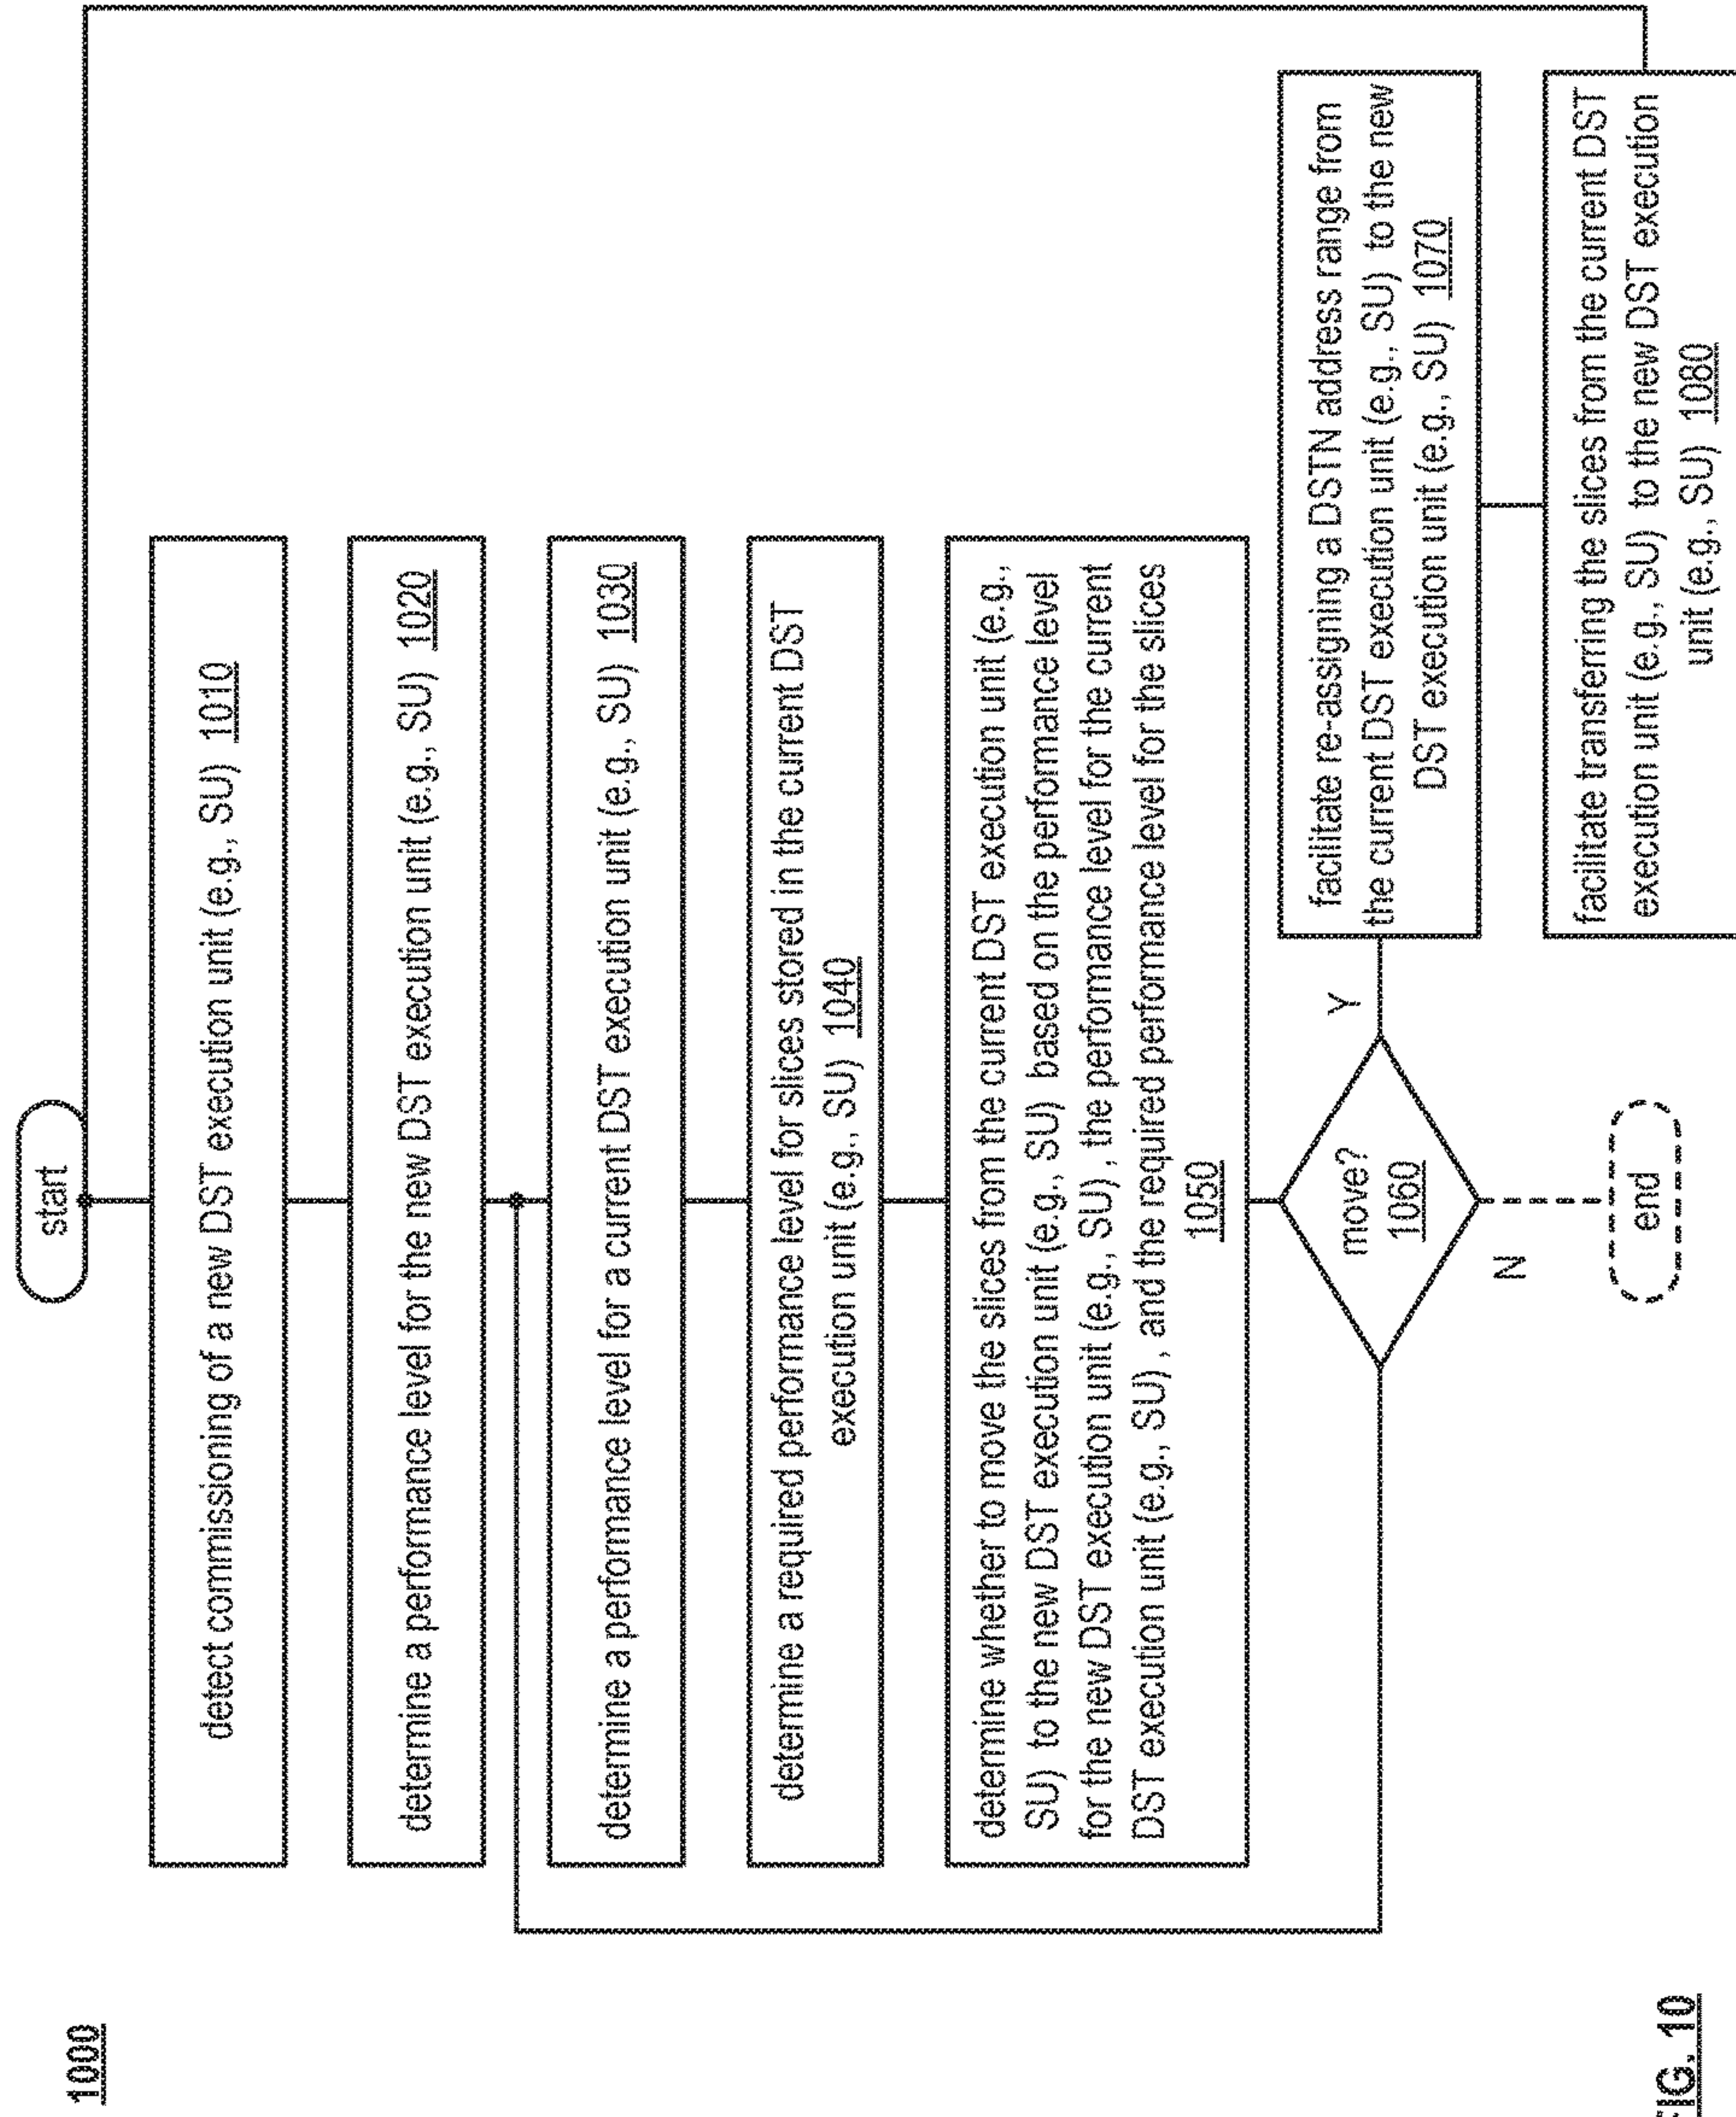 1000
start
detect commissioning of a new DST execution unit (e.g., SU) 1010
determine a performance level for the new DST execution unit (e.g., SU) 1020
determine a performance level for a current DST execution unit (e.g., SU) 1030
determine a required performance level for slices stored in the current DST
execution unit (e.g., SU) 1040
determine whether to move the slices from the current DST execution unit (e.g.,
SU) to the new DST execution unit (e.g., SU) based on the performance level
for the new DST execution unit (e.g., SU), the performance level for the current
DST execution unit (e.g., SU), and the required performance level for the slices
1050
move?
1060
Y
N
facilitate re-assigning a DSTN address range from
the current DST execution unit (e.g., SU) to the new
DST execution unit (e.g., SU) 1070
facilitate transferring the slices from the current DST
execution unit (e.g., SU) to the new DST execution
unit (e.g., SU) 1080
end
FIG. 10